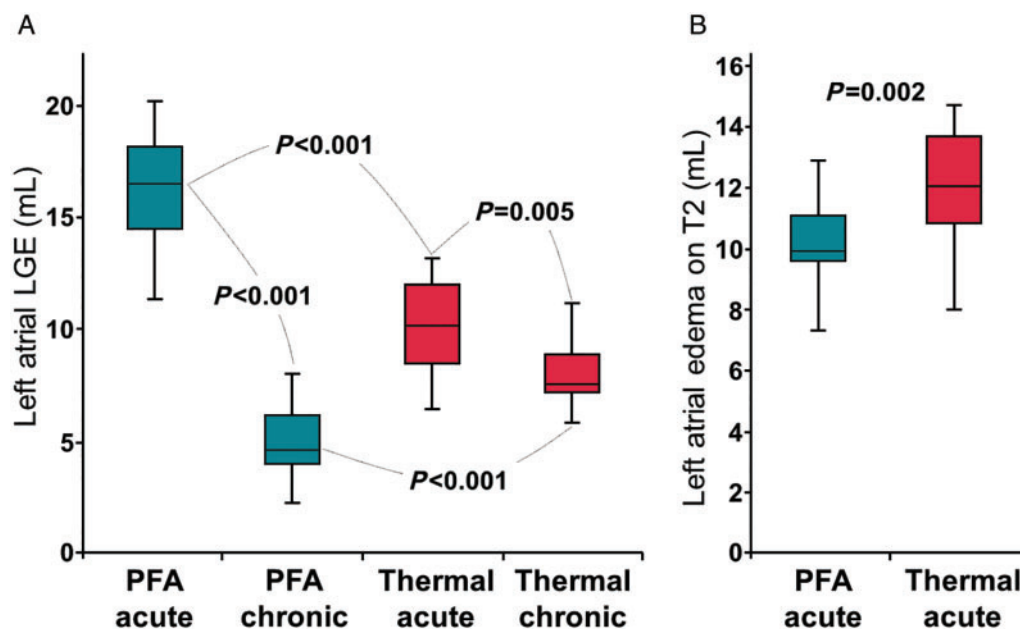 A
Left atrial LGE (mL)
20
15
10
5
0
P<0.001
P<0.001
P=0.005
P<0.001
PFA
acute
PFA
chronic
Thermal
acute
Thermal
chronic
B
Left atrial edema on T2 (mL)
16
14
12
10
8
6
4
2
0
P=0.002
PFA
acute
Thermal
acute